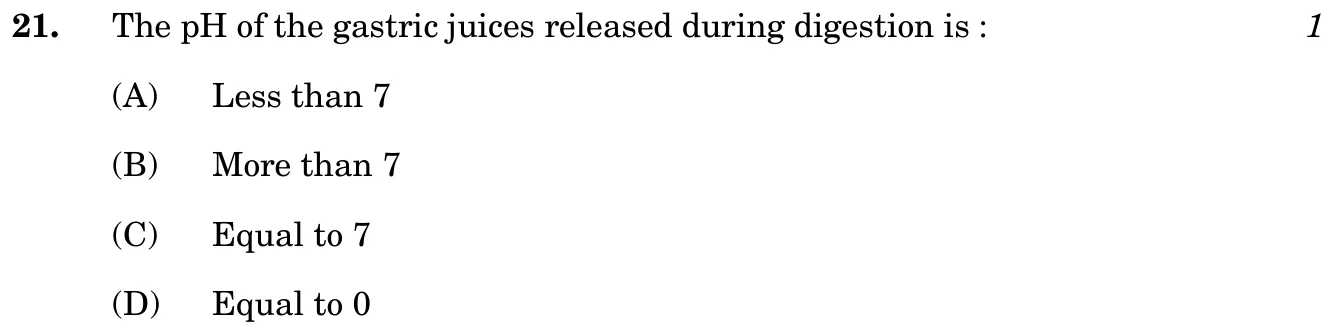 21. The pH of the gastric juices released during digestion is : 1
(A) Less than 7
(B) More than 7
(C) Equal to 7
(D) Equal to 0